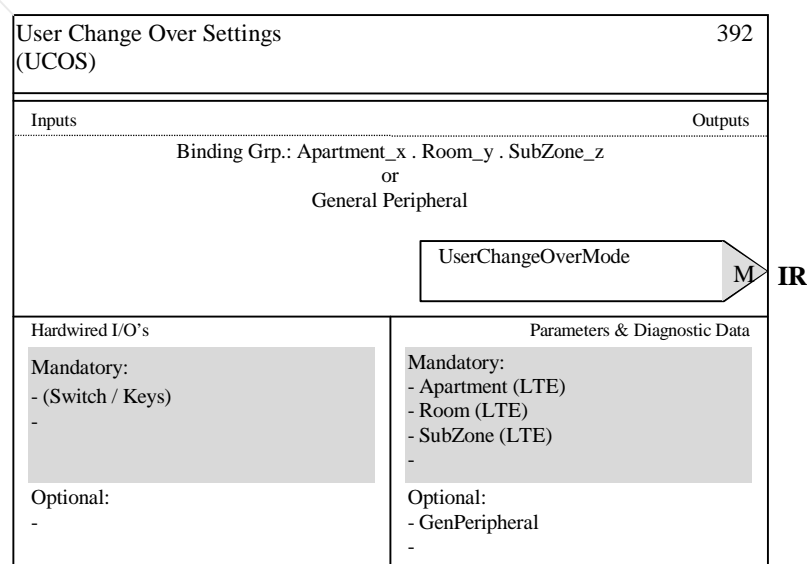 User Change Over Settings 392
(UCOS)
Inputs Outputs
Binding Grp.: Apartment_x . Room_y . SubZone_z
or
General Peripheral
UserChangeOverMode M IR
Hardwired I/O's
Mandatory:
- (Switch / Keys)
-
Optional:
-
Parameters & Diagnostic Data
Mandatory:
- Apartment (LTE)
- Room (LTE)
- SubZone (LTE)
-
Optional:
- GenPeripheral
-